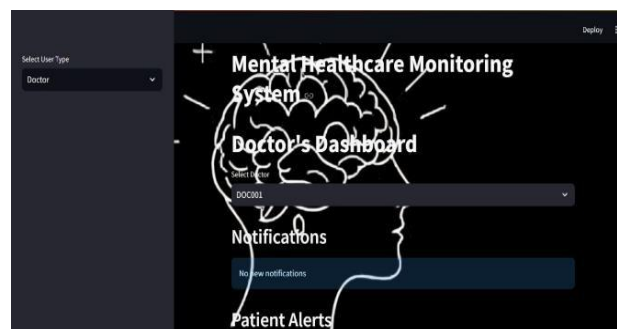 Deploy
Select User Type
Doctor
Mental Healthcare Monitoring
System
Doctor's Dashboard
Select Doctor
DOC001
Notifications
No new notifications
Patient Alerts